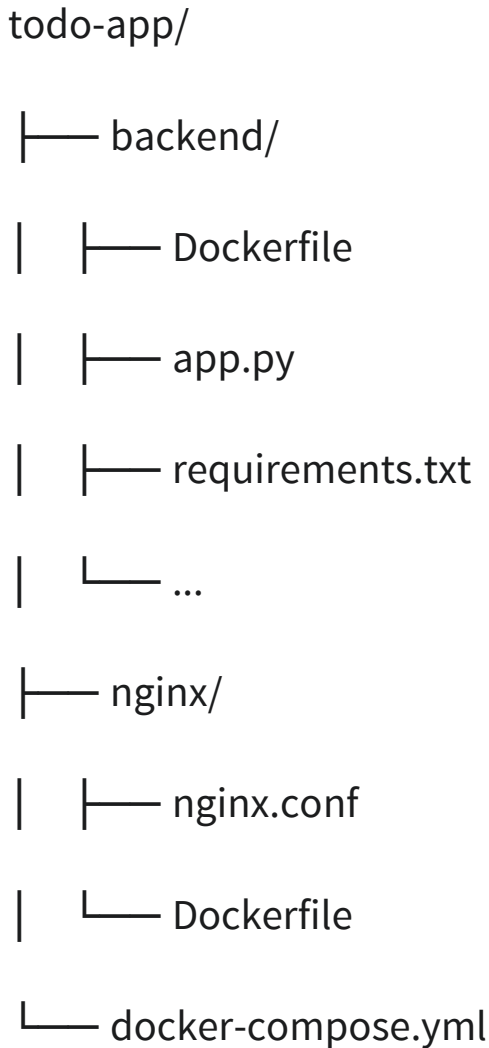 todo-app/
├── backend/
│   ├── Dockerfile
│   ├── app.py
│   ├── requirements.txt
│   └── ...
├── nginx/
│   ├── nginx.conf
│   └── Dockerfile
└── docker-compose.yml